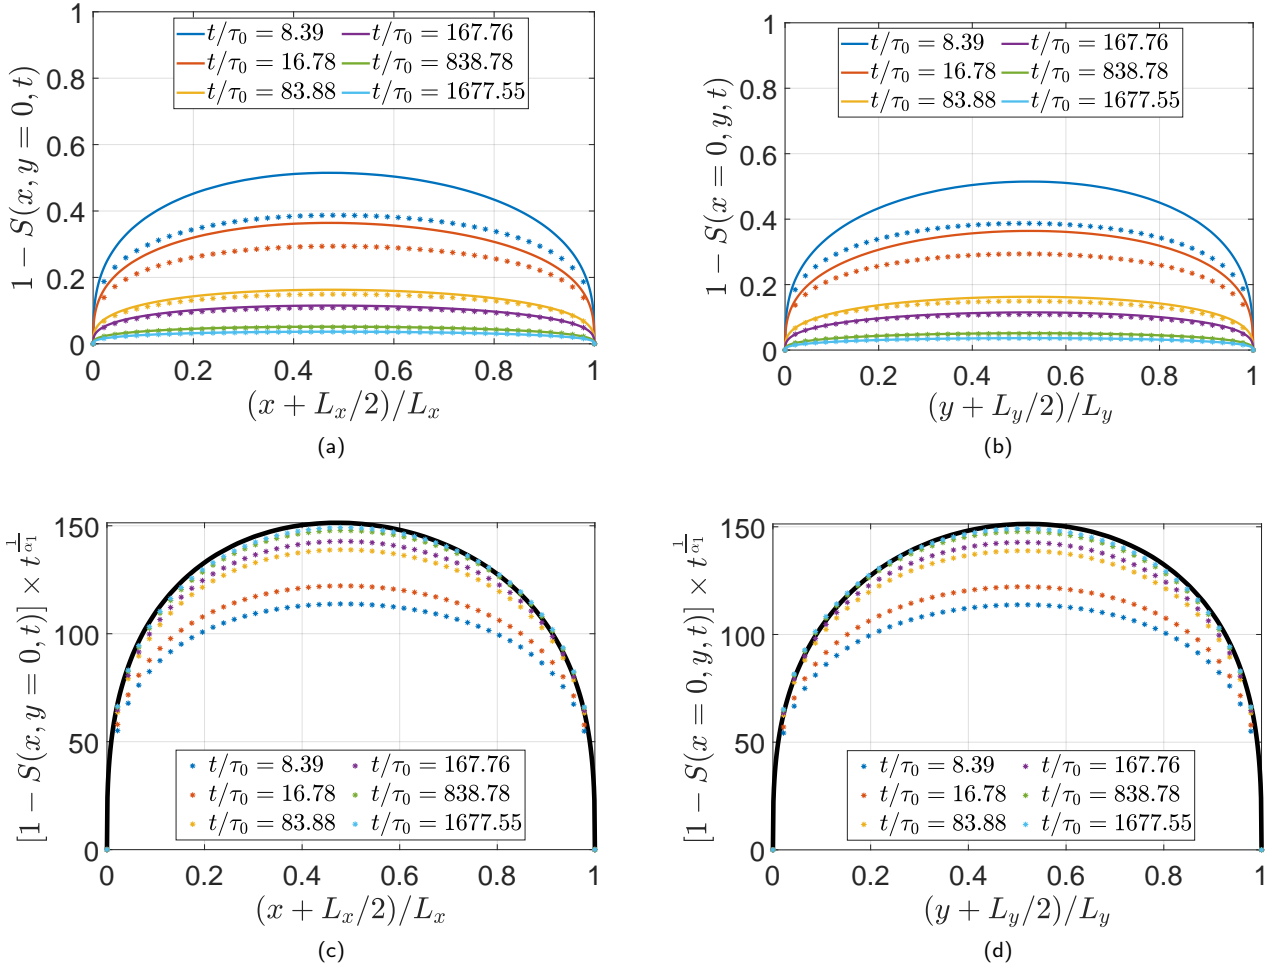 1 − S(x, y = 0, t)
1
0.8
0.6
0.4
0.2
0
t/τ₀ = 8.39 t/τ₀ = 167.76
t/τ₀ = 16.78 t/τ₀ = 838.78
t/τ₀ = 83.88 t/τ₀ = 1677.55
0 0.2 0.4 0.6 0.8 1
(x + Lₓ/2)/Lₓ
(a)
1 − S(x = 0, y, t)
1
0.8
0.6
0.4
0.2
0
t/τ₀ = 8.39 t/τ₀ = 167.76
t/τ₀ = 16.78 t/τ₀ = 838.78
t/τ₀ = 83.88 t/τ₀ = 1677.55
0 0.2 0.4 0.6 0.8 1
(y + L_y/2)/L_y
(b)
[1 − S(x, y = 0, t)] × t^{\frac{1}{α₁}}
150
100
50
0
t/τ₀ = 8.39 t/τ₀ = 167.76
t/τ₀ = 16.78 t/τ₀ = 838.78
t/τ₀ = 83.88 t/τ₀ = 1677.55
0 0.2 0.4 0.6 0.8 1
(x + Lₓ/2)/Lₓ
(c)
[1 − S(x = 0, y, t)] × t^{\frac{1}{α₁}}
150
100
50
0
t/τ₀ = 8.39 t/τ₀ = 167.76
t/τ₀ = 16.78 t/τ₀ = 838.78
t/τ₀ = 83.88 t/τ₀ = 1677.55
0 0.2 0.4 0.6 0.8 1
(y + L_y/2)/L_y
(d)